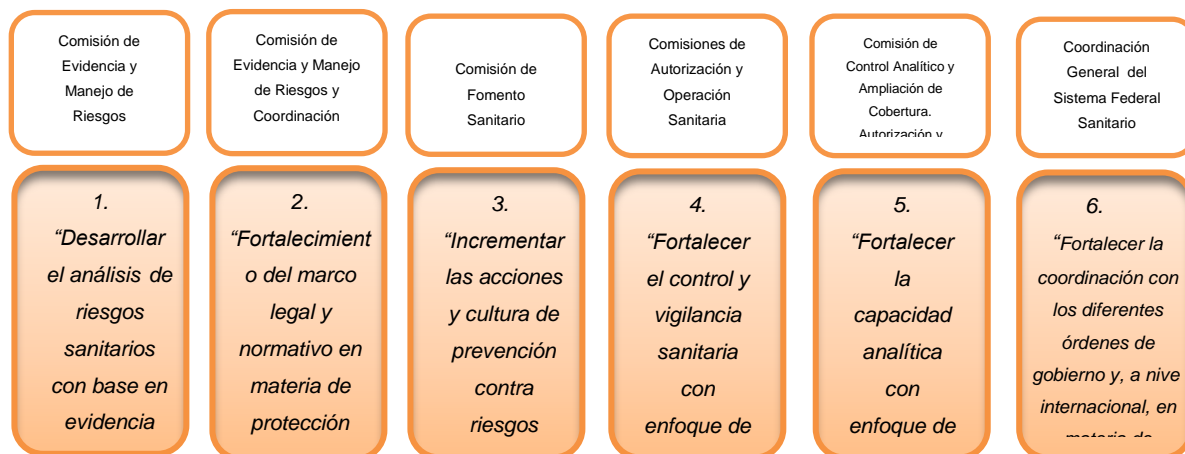 Comisión de
Evidencia y
Manejo de
Riesgos
Comisión de
Evidencia y Manejo
de Riesgos y
Coordinación
Comisión de
Fomento
Sanitario
Comisiones de
Autorización y
Operación
Sanitaria
Comisión de
Control Analítico y
Ampliación de
Cobertura.
Autorización y
Coordinación
General del
Sistema Federal
Sanitario
1.
“Desarrollar
el análisis de
riesgos
sanitarios
con base en
evidencia
2.
“Fortalecimient
o del marco
legal y
normativo en
materia de
protección
3.
“Incrementar
las acciones
y cultura de
prevención
contra
riesgos
4.
“Fortalecer
el control y
vigilancia
sanitaria
con
enfoque de
5.
“Fortalecer
la
capacidad
analítica
con
enfoque de
6.
“Fortalecer la
coordinación con
los diferentes
órdenes de
gobierno y, a nive
internacional, en
materia de